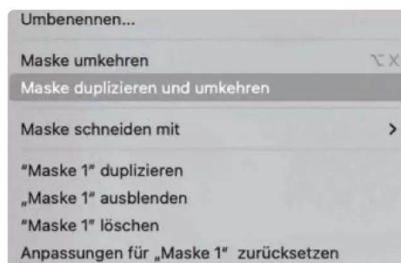 Umbenennen...
Maske umkehren ⌥ X
Maske duplizieren und umkehren
Maske schneiden mit >
"Maske 1" duplizieren
„Maske 1" ausblenden
"Maske 1" löschen
Anpassungen für „Maske 1" zurücksetzen